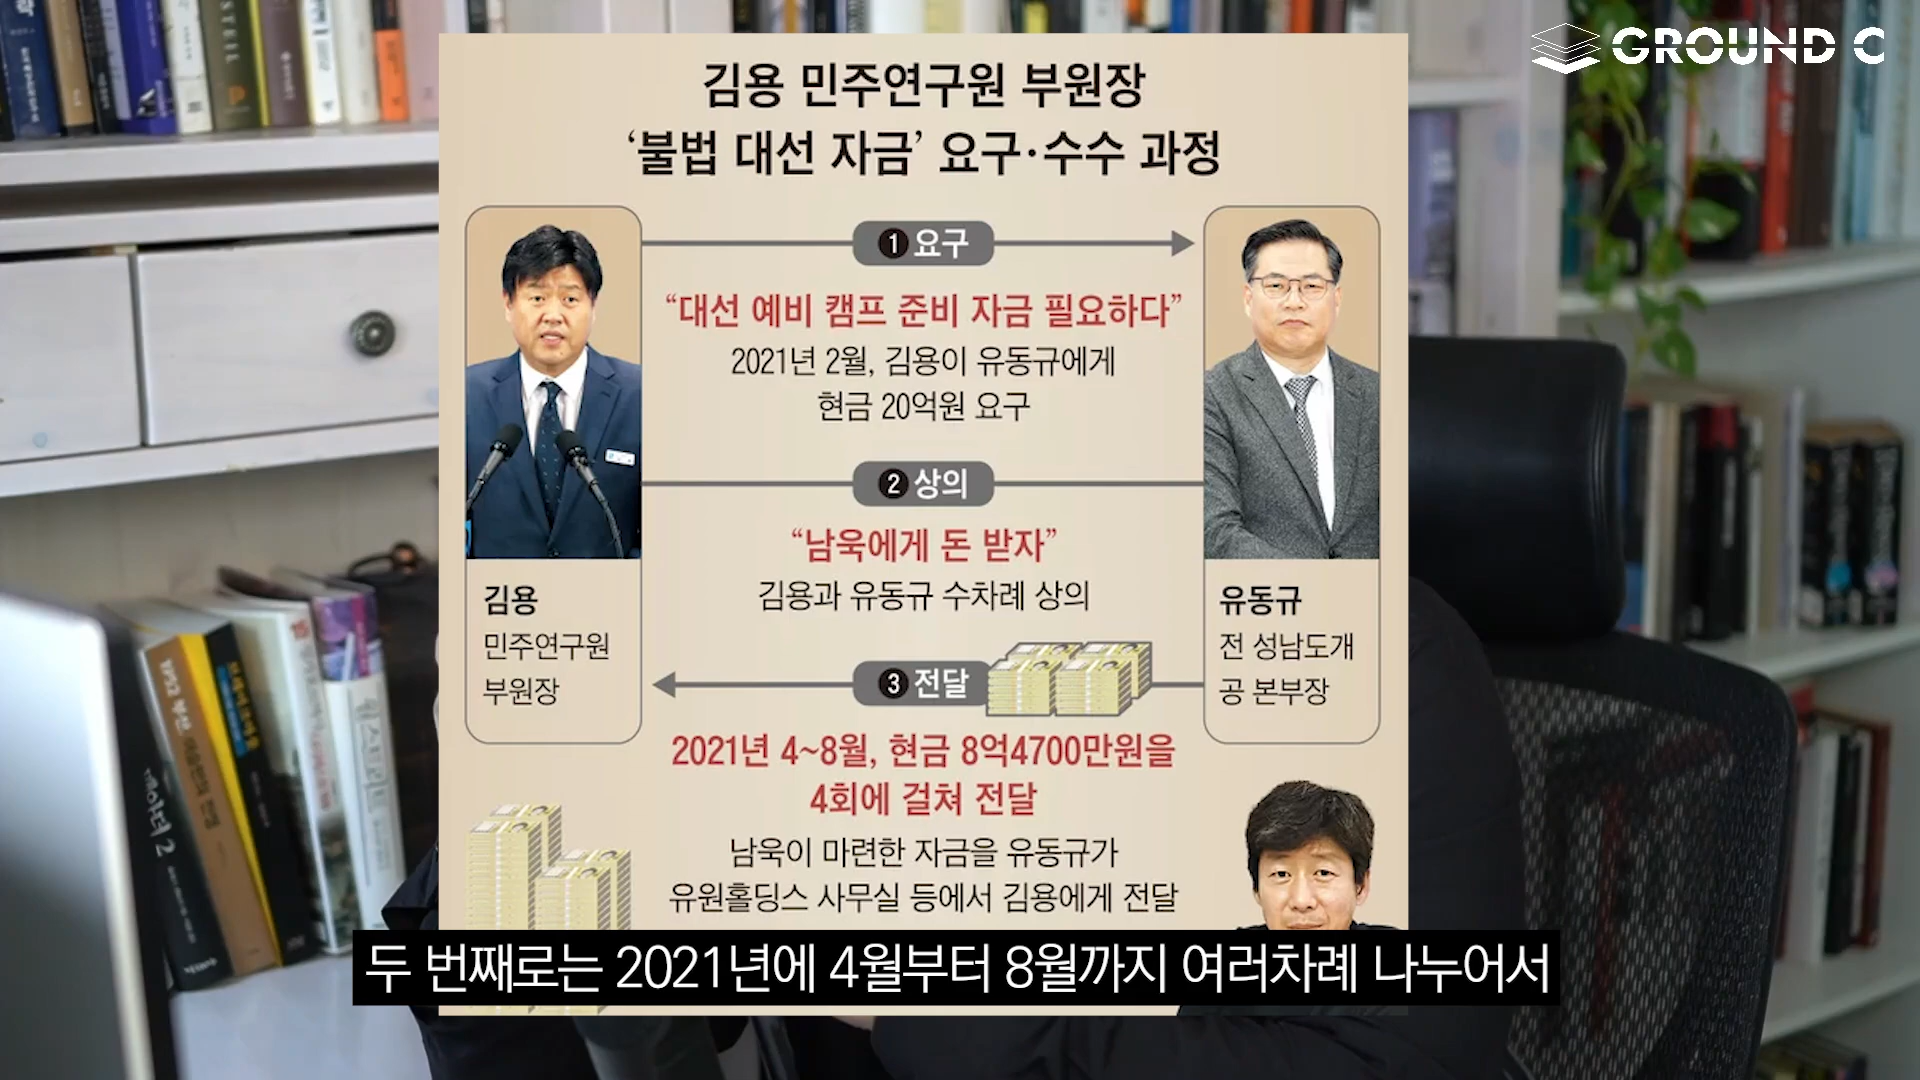 GROUND C
김용 민주연구원 부원장
‘불법 대선 자금’ 요구·수수 과정
1 요구
“대선 예비 캠프 준비 자금 필요하다”
2021년 2월, 김용이 유동규에게
현금 20억원 요구
2 상의
“남욱에게 돈 받자”
김용과 유동규 수차례 상의
김용
민주연구원
부원장
유동규
전 성남도개
공 본부장
3 전달
2021년 4~8월, 현금 8억4700만원을
4회에 걸쳐 전달
남욱이 마련한 자금을 유동규가
유원홀딩스 사무실 등에서 김용에게 전달
두 번째로는 2021년에 4월부터 8월까지 여러차례 나누어서